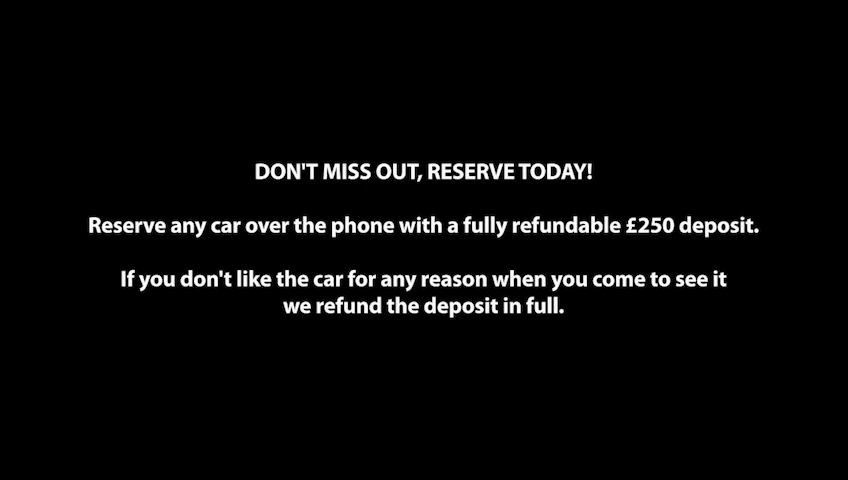 DON'T MISS OUT, RESERVE TODAY!
Reserve any car over the phone with a fully refundable £250 deposit.
If you don't like the car for any reason when you come to see it
we refund the deposit in full.